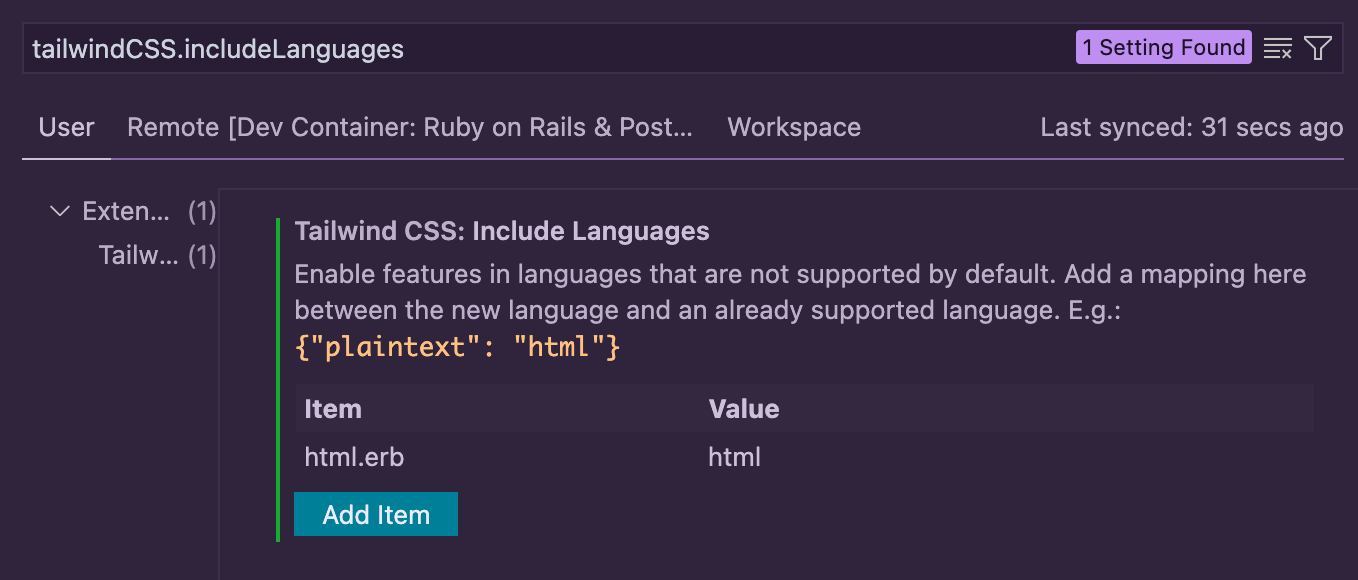 tailwindCSS.includeLanguages 1 Setting Found
User Remote [Dev Container: Ruby on Rails & Post... Workspace Last synced: 31 secs ago
Exten... (1)
Tailw... (1)
Tailwind CSS: Include Languages
Enable features in languages that are not supported by default. Add a mapping here
between the new language and an already supported language. E.g.:
{"plaintext": "html"}
Item Value
html.erb html
Add Item